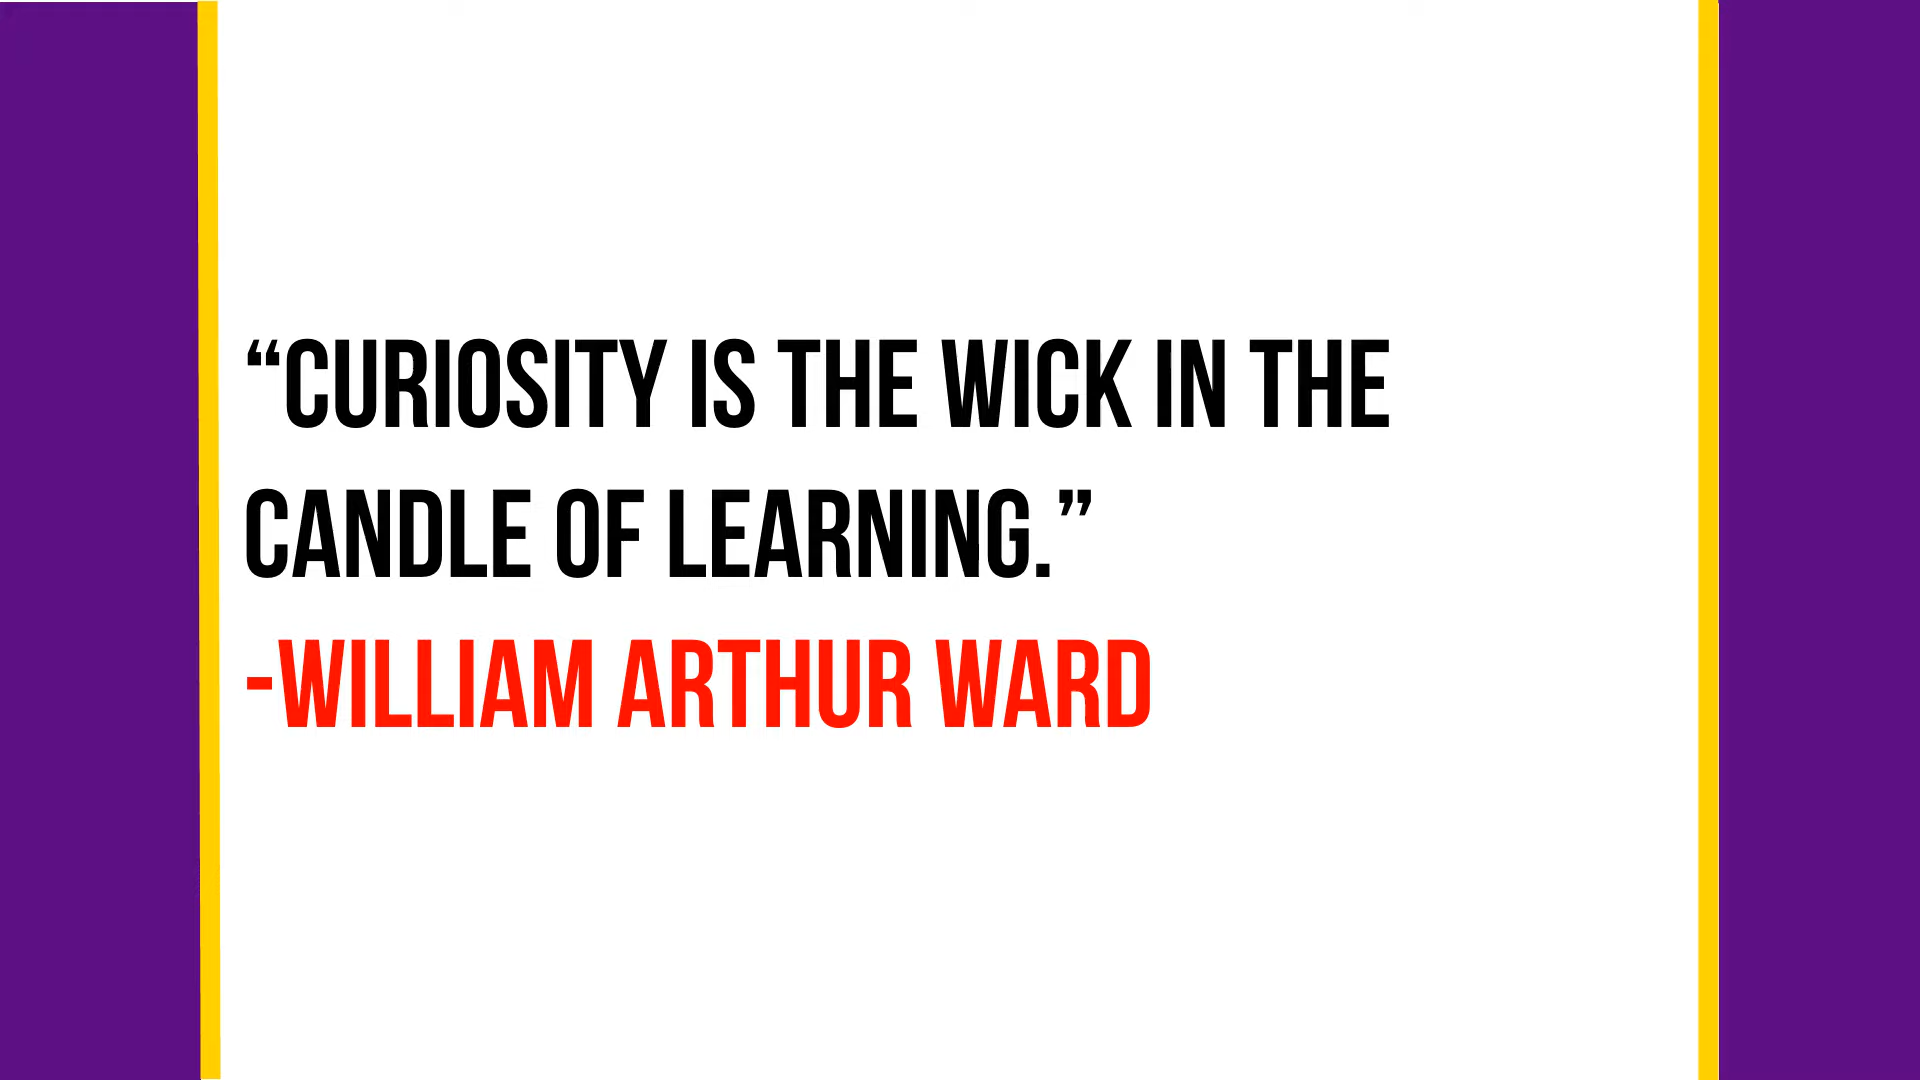 “CURIOSITY IS THE WICK IN THE
CANDLE OF LEARNING.”
-WILLIAM ARTHUR WARD